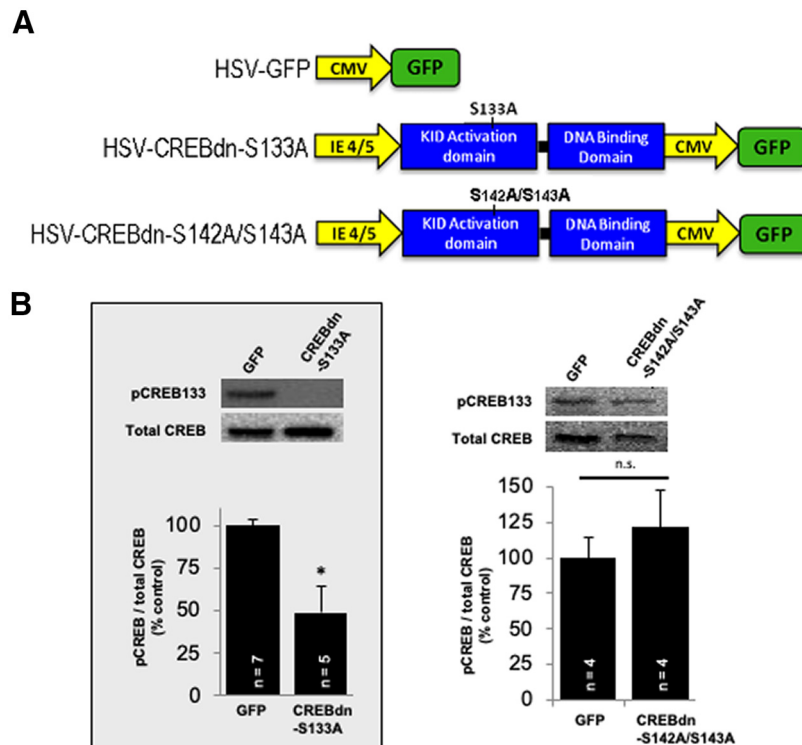 A
HSV-GFP
CMV
GFP
S133A
HSV-CREBdn-S133A
IE 4/5
KID Activation
domain
DNA Binding
Domain
CMV
GFP
S142A/S143A
HSV-CREBdn-S142A/S143A
IE 4/5
KID Activation
domain
DNA Binding
Domain
CMV
GFP
B
GFP
CREBdn
-S133A
pCREB133
Total CREB
pCREB / total CREB
(% control)
100
75
50
25
0
*
n = 7
n = 5
GFP
CREBdn
-S133A
GFP
CREBdn
-S142A/S143A
pCREB133
Total CREB
n.s.
pCREB / total CREB
(% control)
150
125
100
75
50
25
0
n = 4
n = 4
GFP
CREBdn
-S142A/S143A